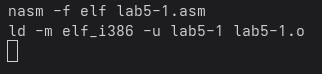 nasm -f elf lab5-1.asm
ld -m elf_i386 -u lab5-1 lab5-1.o